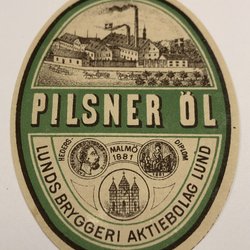 PILSNER ÖL
HEDERS
MALMÖ
1881
DIPLOM
LUNDS BRYGGERI AKTIEBOLAG LUND